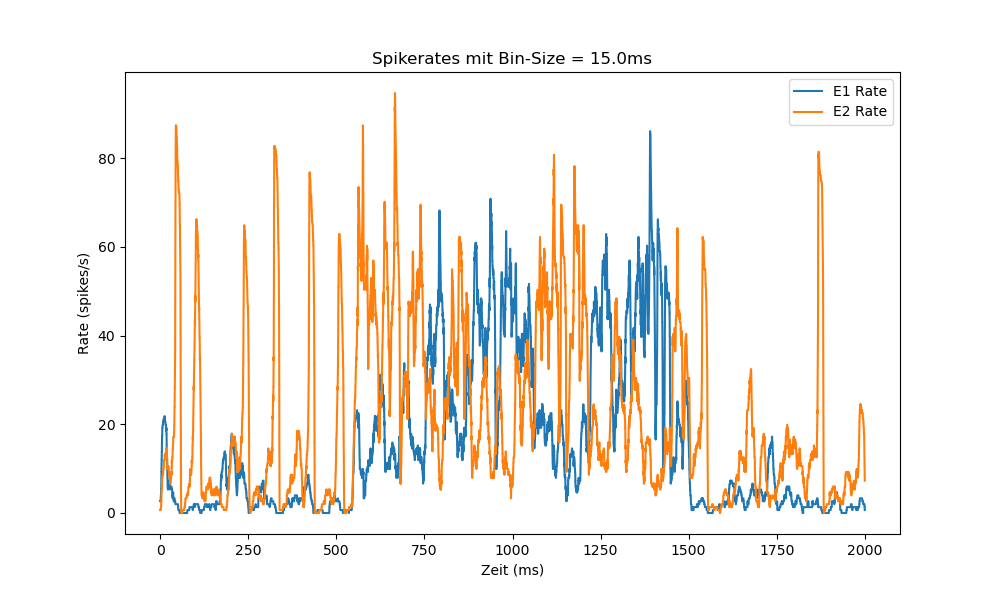 Spikerates mit Bin-Size = 15.0ms
E1 Rate
E2 Rate
Rate (spikes/s)
80
60
40
20
0
0 250 500 750 1000 1250 1500 1750 2000
Zeit (ms)